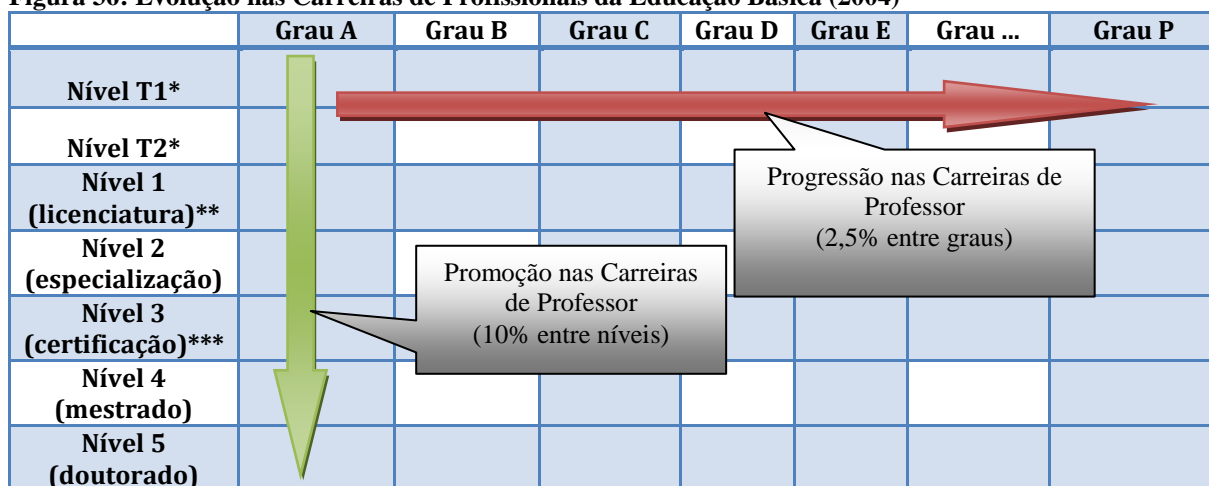 Figura 30: Evolução nas Carreiras de Profissionais da Educação Básica (2004)
Grau A Grau B Grau C Grau D Grau E Grau ... Grau P
Nível T1*
Nível T2*
Nível 1
(licenciatura)**
Nível 2
(especialização)
Nível 3
(certificação)***
Nível 4
(mestrado)
Nível 5
(doutorado)
Progressão nas Carreiras de
Professor
(2,5% entre graus)
Promoção nas Carreiras
de Professor
(10% entre níveis)